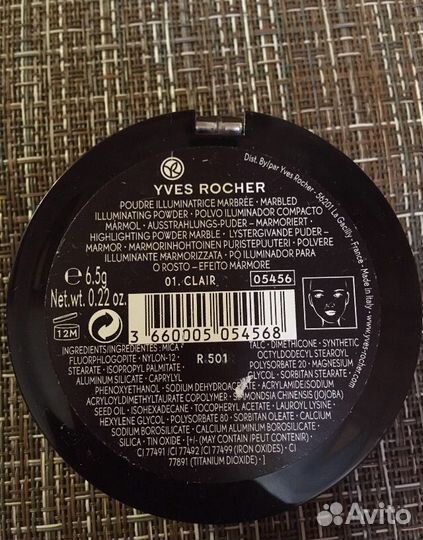 YR
YVES ROCHER
Dist. By/par Yves Rocher - 56201 La Gacilly - France - Made in Italy - www.yves-rocher.com
POUDRE ILLUMINATRICE MARBRÉE - MARBLED
ILLUMINATING POWDER - POLVO ILUMINADOR COMPACTO
MÁRMOL - AUSSTRAHLUNGS-PUDER - MARMORIERT -
HIGHLIGHTING POWDER MARBLE - LYSTERGIVANDE PUDER -
MARMOR - MARMORINHOHTOINEN PURISTEPUUTERI - POLVERE
ILLUMINANTE MARMORIZZATA - PÓ ILUMINADOR PARA
O ROSTO - EFEITO MÁRMORE
℮ 6.5g
Net. wt. 0.22 oz.
01. CLAIR
05456
12M
3 660005 054568
R 501
INGREDIENTS/INGRÉDIENTS: MICA TALC - DIMETHICONE - SYNTHETIC
FLUORPHLOGOPITE - NYLON-12 - OCTYLDODECYL STEAROYL
STEARATE - ISOPROPYL PALMITATE MAGNESIUM
ALUMINUM SILICATE - CAPRYLYL POLYSORBATE 20 - GLYCOL - SORBITAN STEARATE
PHENOXYETHANOL - SODIUM DEHYDROACETATE - ACRYLAMIDE/SODIUM
ACRYLOYLDIMETHYLTAURATE COPOLYMER - SIMMONDSIA CHINENSIS (JOJOBA)
SEED OIL - ISOHEXADECANE - TOCOPHERYL ACETATE - LAUROYL LYSINE -
HEXYLENE GLYCOL - POLYSORBATE 80 - SORBITAN OLEATE - CALCIUM
SODIUM BOROSILICATE - CALCIUM ALUMINUM BOROSILICATE -
SILICA - TIN OXIDE - [+/- (MAY CONTAIN/PEUT CONTENIR) -
CI 77491 /CI 77492 /CI 77499 (IRON OXIDES) - CI
77891 (TITANIUM DIOXIDE) - ]
Avito